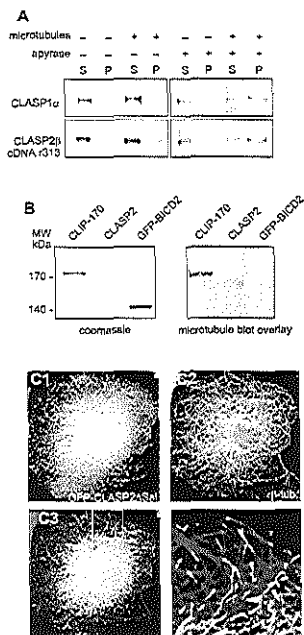 A
microtubules - - + + - - + +
apyrase - - - - + + + +
S P S P S P S P
CLASP1α
CLASP2β
cDNA r313
B
CLIP-170 CLASP2 GFP-BICD2 CLIP-170 CLASP2 GFP-BICD2
MW
kDa
170 -
140 -
coomassie microtubule blot overlay
C1
C3